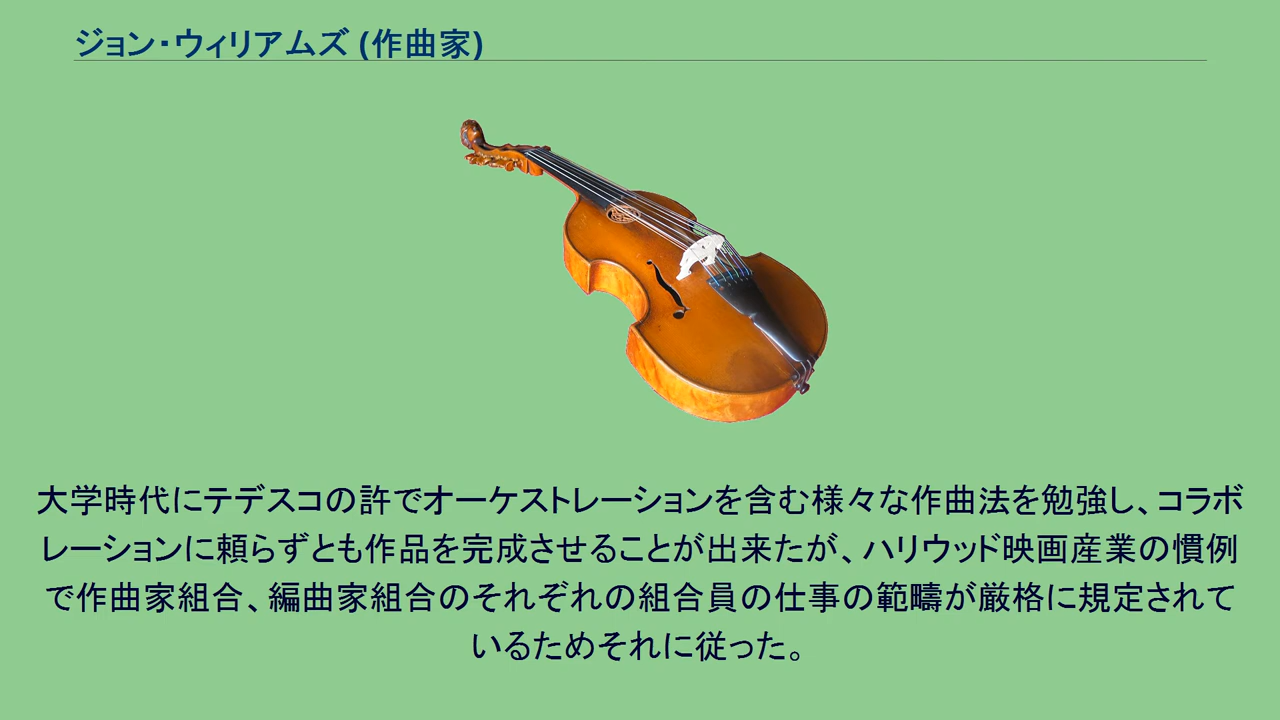 ジョン・ウィリアムズ (作曲家)
大学時代にテデスコの許でオーケストレーションを含む様々な作曲法を勉強し、コラボ
レーションに頼らずとも作品を完成させることが出来たが、ハリウッド映画産業の慣例
で作曲家組合、編曲家組合のそれぞれの組合員の仕事の範疇が厳格に規定されて
いるためそれに従った。